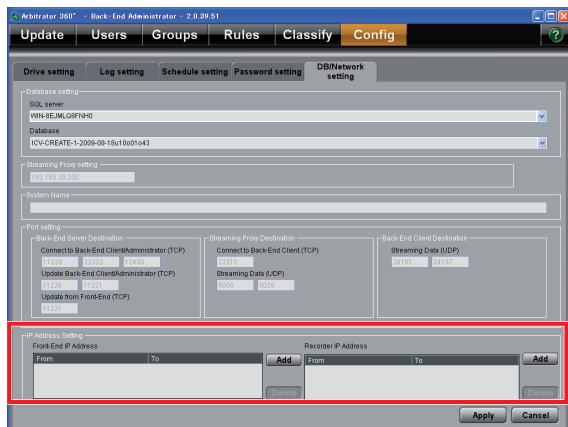 Arbitrator 360° - Back-End Administrator - 2.0.39.51
Update Users Groups Rules Classify Config ?
Drive setting Log setting Schedule setting Password setting DB/Network setting
Database setting
SQL server
WIN-8EJMLQ8FNH0
Database
ICV-CREATE-1-2009-08-18u10o01o43
Streaming Proxy setting
192.168.30.200
System Name
Port setting
Back-End Server Destination Streaming Proxy Destination Back-End Client Destination
Connect to Back-End Client/Administrator (TCP) Connect to Back-End Client (TCP) Streaming Data (UDP)
11220 22222 12430 22211 26181 24137
Update Back-End Client/Administrator (TCP) Streaming Data (UDP)
11228 11221 5008 5028
Update from Front-End (TCP)
11221
IP Address Setting
Front-End IP Address Recorder IP Address
From To Add From To Add
Delete Delete
Apply Cancel